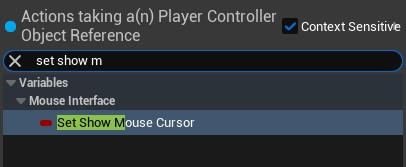 Actions taking a(n) Player Controller
Object Reference
Context Sensitive
set show m
Variables
Mouse Interface
Set Show Mouse Cursor